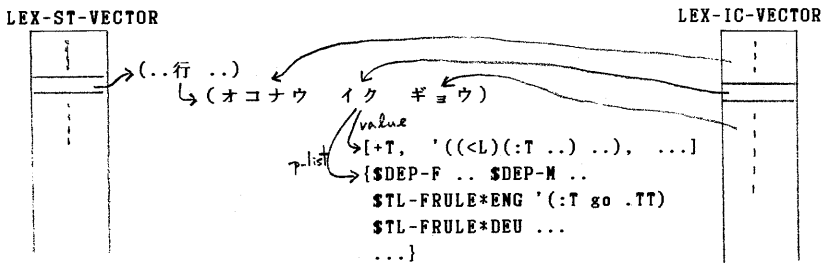 LEX-ST-VECTOR
LEX-IC-VECTOR
(..行 ..)
(オコナウ イク ギョウ)
value
[+T, '((<L)(:T ..) ..), ...]
p-list
{$DEP-F .. $DEP-M ..
$TL-FRULE*ENG '(:T go .TT)
$TL-FRULE*DEU ...
...}